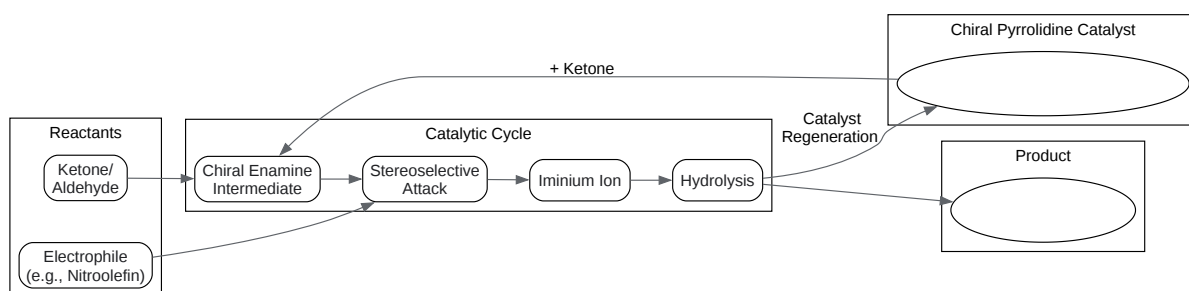 Chiral Pyrrolidine Catalyst
+ Ketone
Catalyst
Regeneration
Reactants
Ketone/
Aldehyde
Electrophile
(e.g., Nitroolefin)
Catalytic Cycle
Chiral Enamine
Intermediate
Stereoselective
Attack
Iminium Ion
Hydrolysis
Product